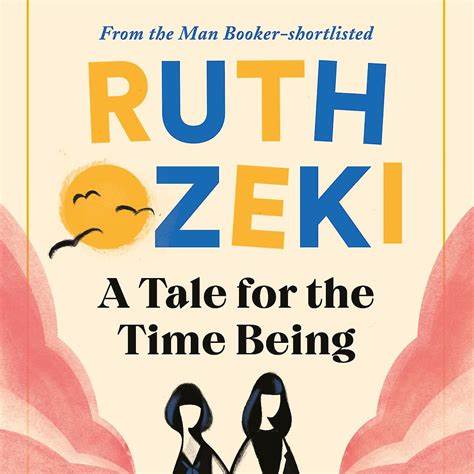 From the Man Booker–shortlisted
RUTH
OZEKI
A Tale for the
Time Being